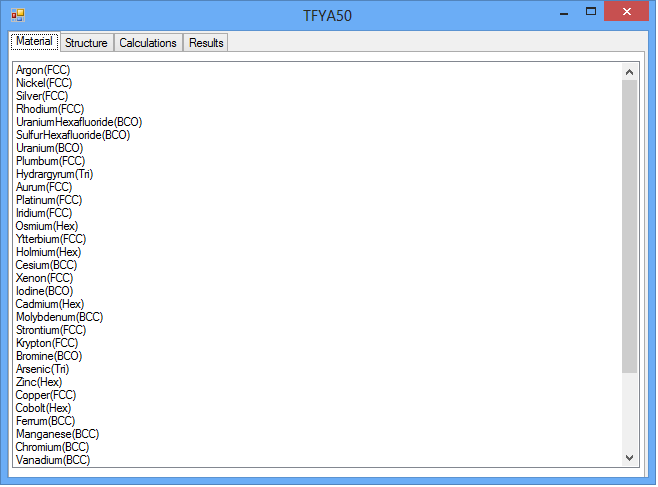 TFYA50
Material Structure Calculations Results
Argon(FCC)
Nickel(FCC)
Silver(FCC)
Rhodium(FCC)
UraniumHexafluoride(BCO)
SulfurHexafluoride(BCO)
Uranium(BCO)
Plumbum(FCC)
Hydrargyrum(Tri)
Aurum(FCC)
Platinum(FCC)
Iridium(FCC)
Osmium(Hex)
Ytterbium(FCC)
Holmium(Hex)
Cesium(BCC)
Xenon(FCC)
Iodine(BCO)
Cadmium(Hex)
Molybdenum(BCC)
Strontium(FCC)
Krypton(FCC)
Bromine(BCO)
Arsenic(Tri)
Zinc(Hex)
Copper(FCC)
Cobolt(Hex)
Ferrum(BCC)
Manganese(BCC)
Chromium(BCC)
Vanadium(BCC)